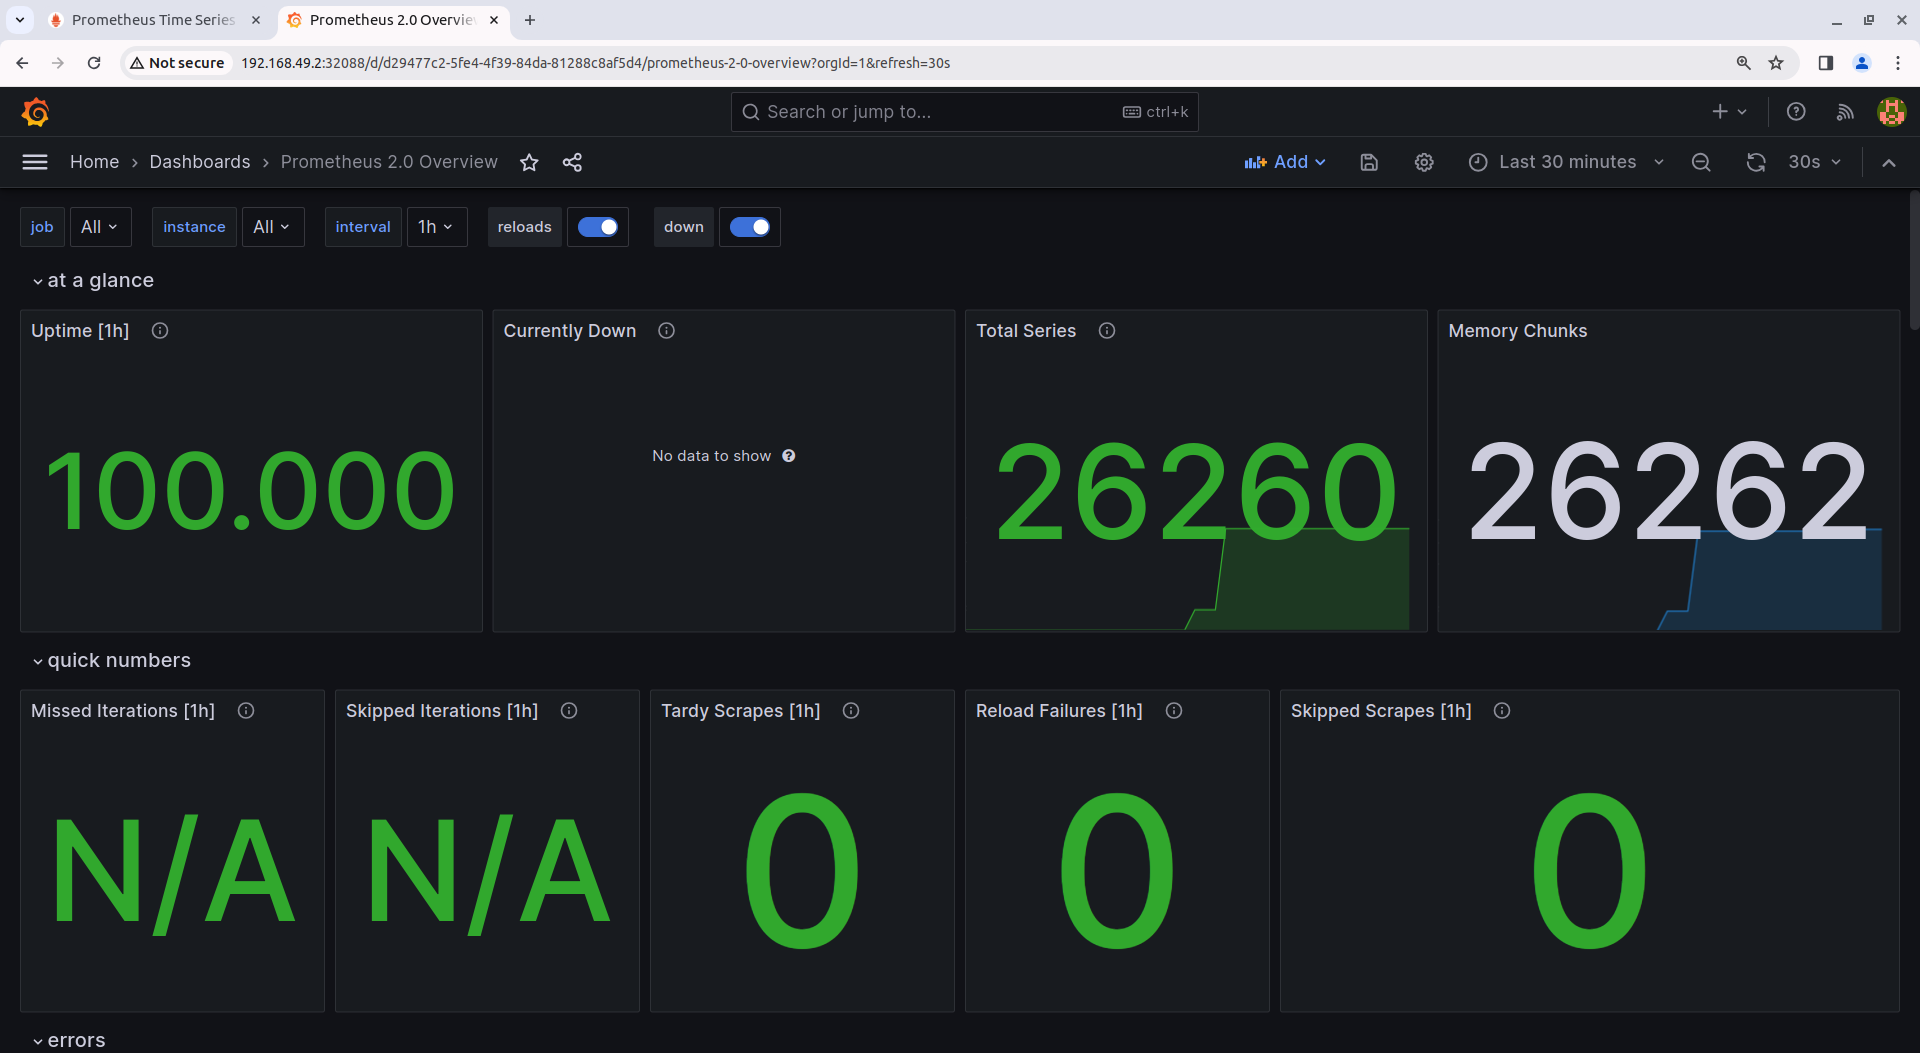 Prometheus Time Series
Prometheus 2.0 Overvie
Not secure
192.168.49.2:32088/d/d29477c2-5fe4-4f39-84da-81288c8af5d4/prometheus-2-0-overview?orgId=1&refresh=30s
Search or jump to...
ctrl+k
Home › Dashboards › Prometheus 2.0 Overview
Add
Last 30 minutes
30s
job All
instance All
interval 1h
reloads
down
at a glance
Uptime [1h]
Currently Down
Total Series
Memory Chunks
100.000
No data to show
26260
26262
quick numbers
Missed Iterations [1h]
Skipped Iterations [1h]
Tardy Scrapes [1h]
Reload Failures [1h]
Skipped Scrapes [1h]
N/A
N/A
0
0
0
errors